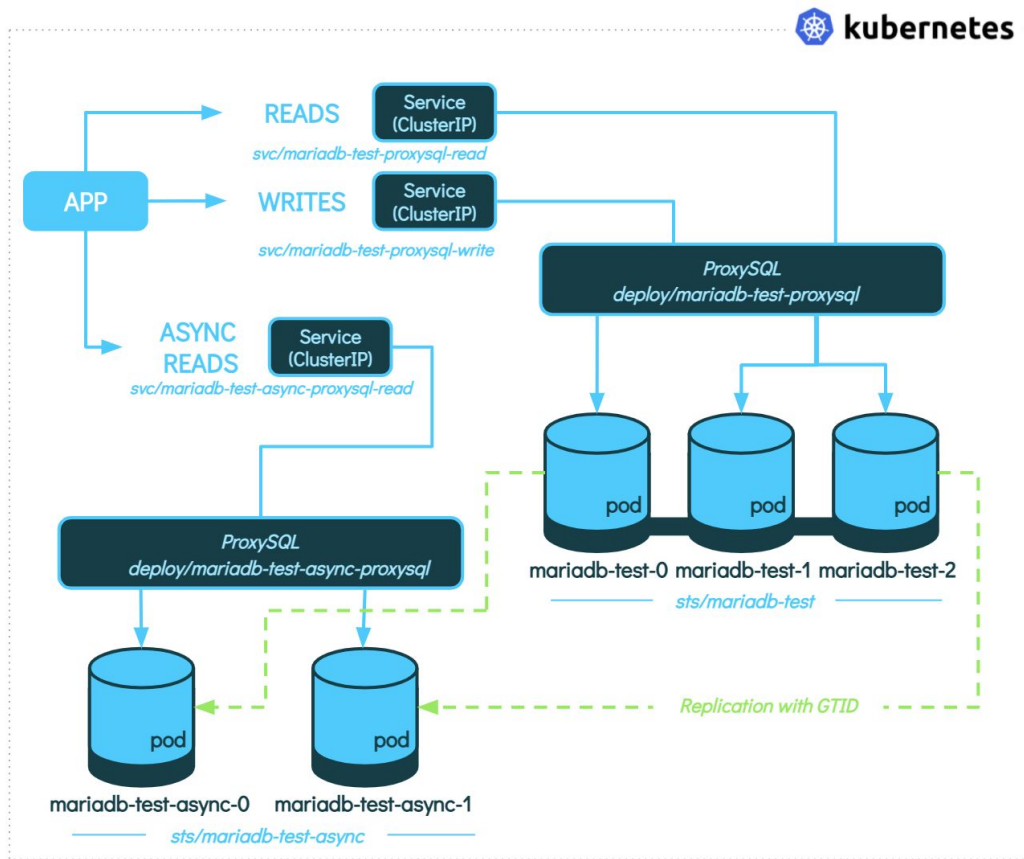 kubernetes
READS
Service
(ClusterIP)
svc/mariadb-test-proxysql-read
APP
WRITES
Service
(ClusterIP)
svc/mariadb-test-proxysql-write
ProxySQL
deploy/mariadb-test-proxysql
ASYNC
READS
Service
(ClusterIP)
svc/mariadb-test-async-proxysql-read
pod
pod
pod
mariadb-test-0 mariadb-test-1 mariadb-test-2
sts/mariadb-test
ProxySQL
deploy/mariadb-test-async-proxysql
Replication with GTID
pod
pod
mariadb-test-async-0 mariadb-test-async-1
sts/mariadb-test-async